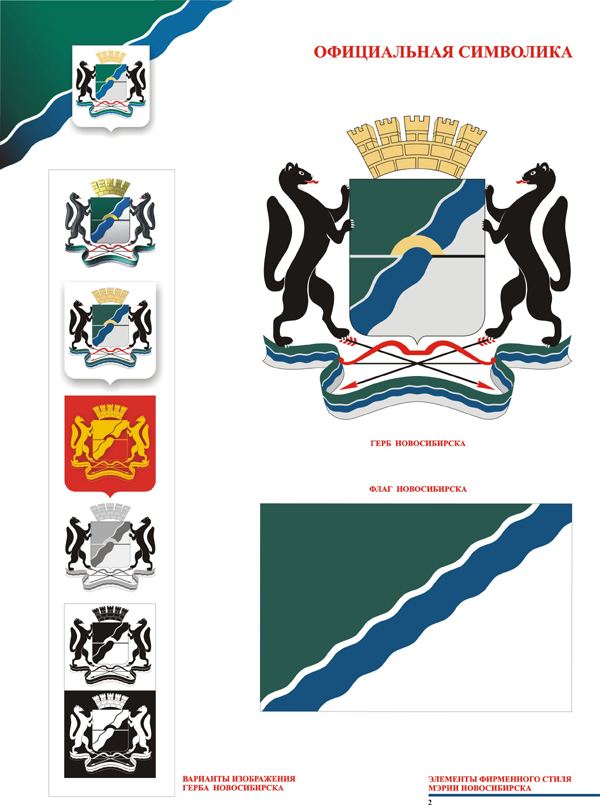 ОФИЦИАЛЬНАЯ СИМВОЛИКА
ГЕРБ НОВОСИБИРСКА
ФЛАГ НОВОСИБИРСКА
ВАРИАНТЫ ИЗОБРАЖЕНИЯ
ГЕРБА НОВОСИБИРСКА
ЭЛЕМЕНТЫ ФИРМЕННОГО СТИЛЯ
МЭРИИ НОВОСИБИРСКА
2